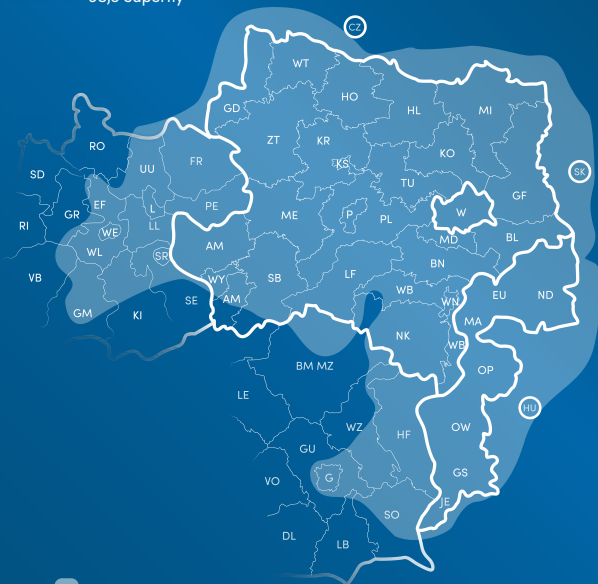 CZ
WT
HO
GD
HL
MI
ZT
KR
RO
KO
FR
KS
UU
SK
SD
TU
GF
EF
PE
L
GR
ME
P
PL
W
RI
LL
WE
BL
MD
AM
WL
SR
BN
VB
LF
WY
SB
WB
EU
ND
AM
SE
WN
GM
KI
MA
NK
WB
BM MZ
OP
LE
HU
WZ
OW
HF
GU
GS
G
VO
JE
SO
DL
LB